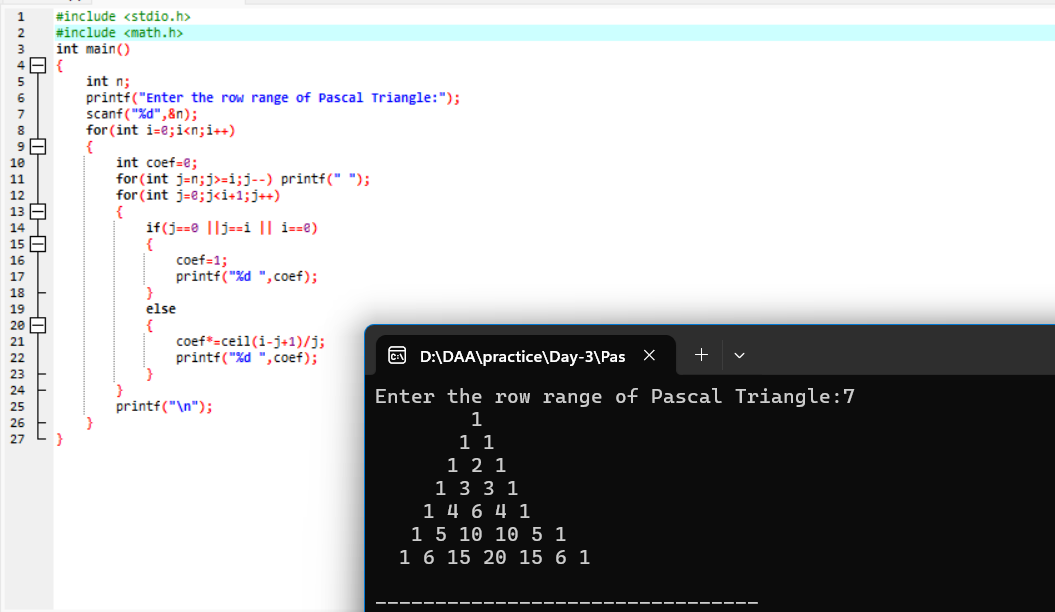 1 #include <stdio.h>
2 #include <math.h>
3 int main()
4 {
5 int n;
6 printf("Enter the row range of Pascal Triangle:");
7 scanf("%d",&n);
8 for(int i=0;i<n;i++)
9 {
10 int coef=0;
11 for(int j=n;j>=i;j--) printf(" ");
12 for(int j=0;j<i+1;j++)
13 {
14 if(j==0 ||j==i || i==0)
15 {
16 coef=1;
17 printf("%d ",coef);
18 }
19 else
20 {
21 coef*=ceil(i-j+1)/j;
22 printf("%d ",coef);
23 }
24 }
25 printf("\n");
26 }
27 }
D:\DAA\practice\Day-3\Pas
Enter the row range of Pascal Triangle:7
1
1 1
1 2 1
1 3 3 1
1 4 6 4 1
1 5 10 10 5 1
1 6 15 20 15 6 1
--------------------------------